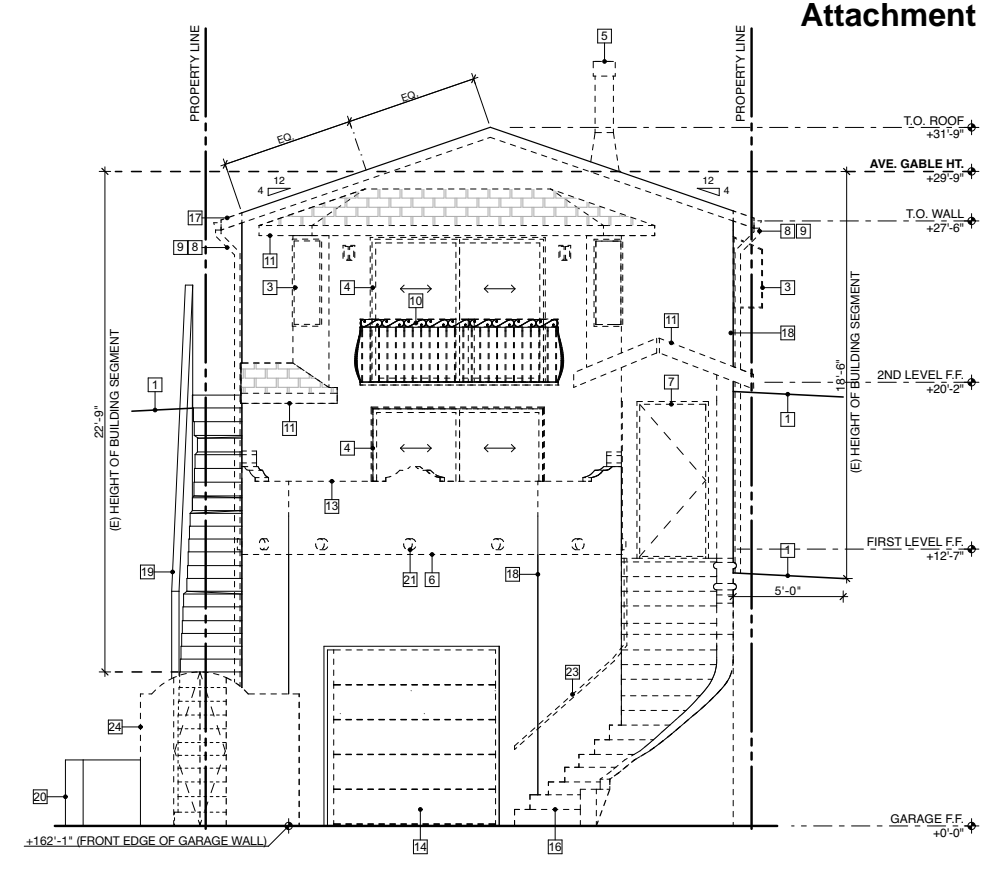 Attachment
PROPERTY LINE
PROPERTY LINE
5
EQ.
EQ.
T.O. ROOF
+31'-9"
AVE. GABLE HT.
+29'-9"
12
4
12
4
17
T.O. WALL
+27'-6"
8 9
9 8
11
3
4
10
3
11
18
(E) HEIGHT OF BUILDING SEGMENT
22'-9"
18'-6"
(E) HEIGHT OF BUILDING SEGMENT
2ND LEVEL F.F.
+20'-2"
1
7
11
1
4
13
FIRST LEVEL F.F.
+12'-7"
1
19
21
6
18
5'-0"
23
24
20
GARAGE F.F.
+0'-0"
+162'-1" (FRONT EDGE OF GARAGE WALL)
14
16